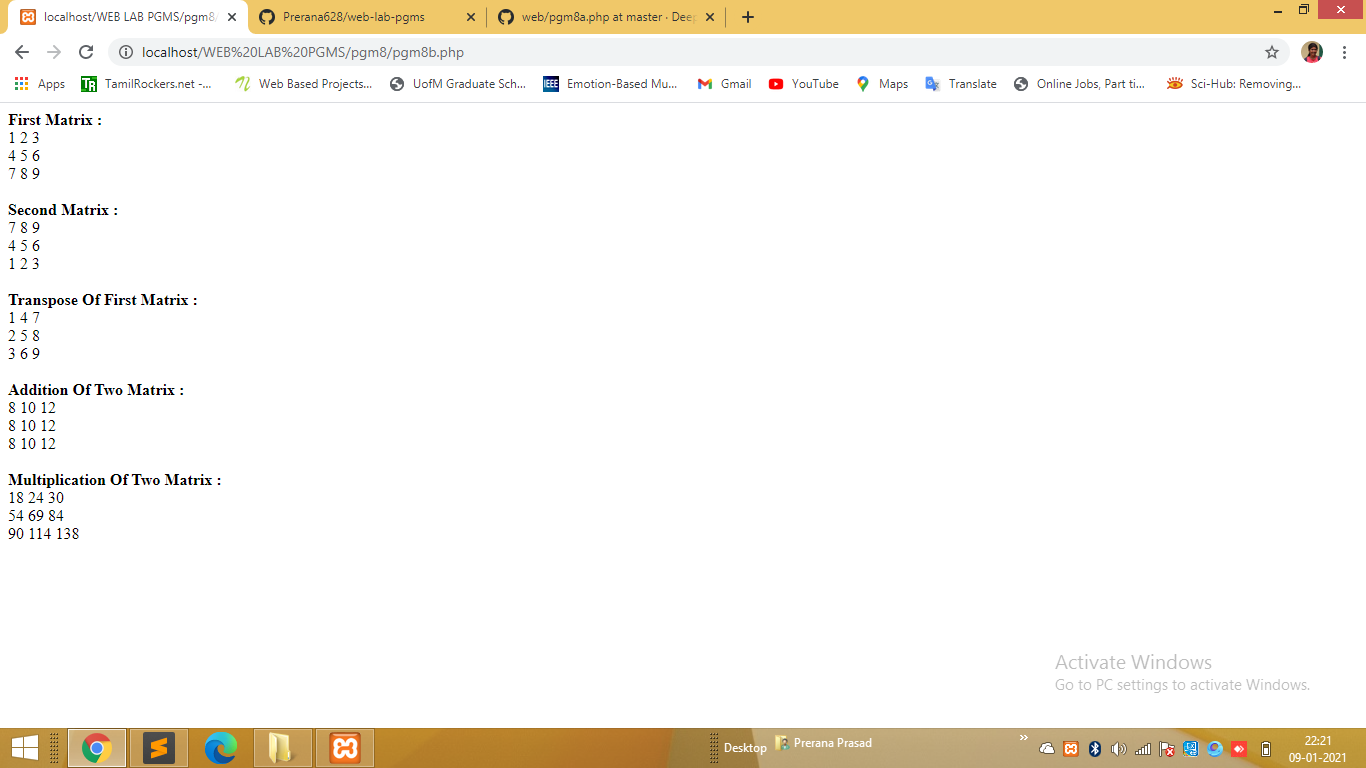 localhost/WEB LAB PGMS/pgm8/
Prerana628/web-lab-pgms
web/pgm8a.php at master · Deep
localhost/WEB%20LAB%20PGMS/pgm8/pgm8b.php
Apps
TR
TamilRockers.net -...
Web Based Projects...
UofM Graduate Sch...
IEEE
Emotion-Based Mu...
Gmail
YouTube
Maps
Translate
Online Jobs, Part ti...
Sci-Hub: Removing...
First Matrix :
1 2 3
4 5 6
7 8 9
Second Matrix :
7 8 9
4 5 6
1 2 3
Transpose Of First Matrix :
1 4 7
2 5 8
3 6 9
Addition Of Two Matrix :
8 10 12
8 10 12
8 10 12
Multiplication Of Two Matrix :
18 24 30
54 69 84
90 114 138
Activate Windows
Go to PC settings to activate Windows.
Desktop
Prerana Prasad
22:21
09-01-2021